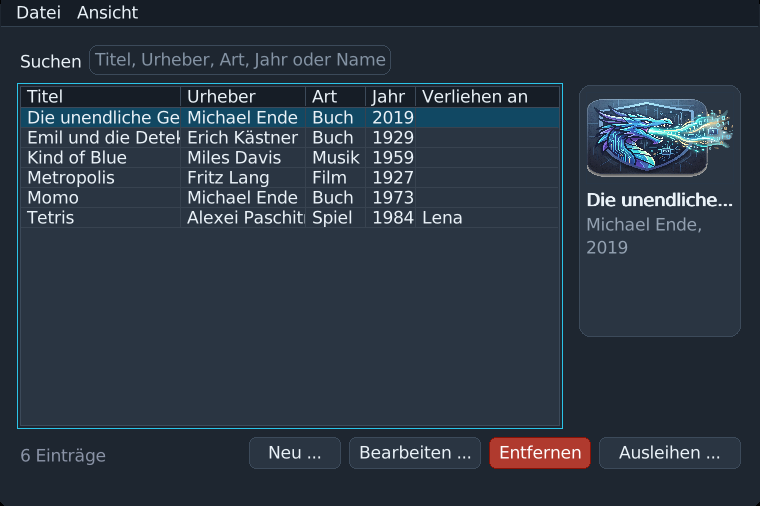 Datei Ansicht
Suchen Titel, Urheber, Art, Jahr oder Name
Titel Urheber Art Jahr Verliehen an
Die unendliche Ge Michael Ende Buch 2019
Emil und die Detek Erich Kästner Buch 1929
Kind of Blue Miles Davis Musik 1959
Metropolis Fritz Lang Film 1927
Momo Michael Ende Buch 1973
Tetris Alexei Paschit Spiel 1984 Lena
Die unendliche...
Michael Ende,
2019
6 Einträge Neu ... Bearbeiten ... Entfernen Ausleihen ...